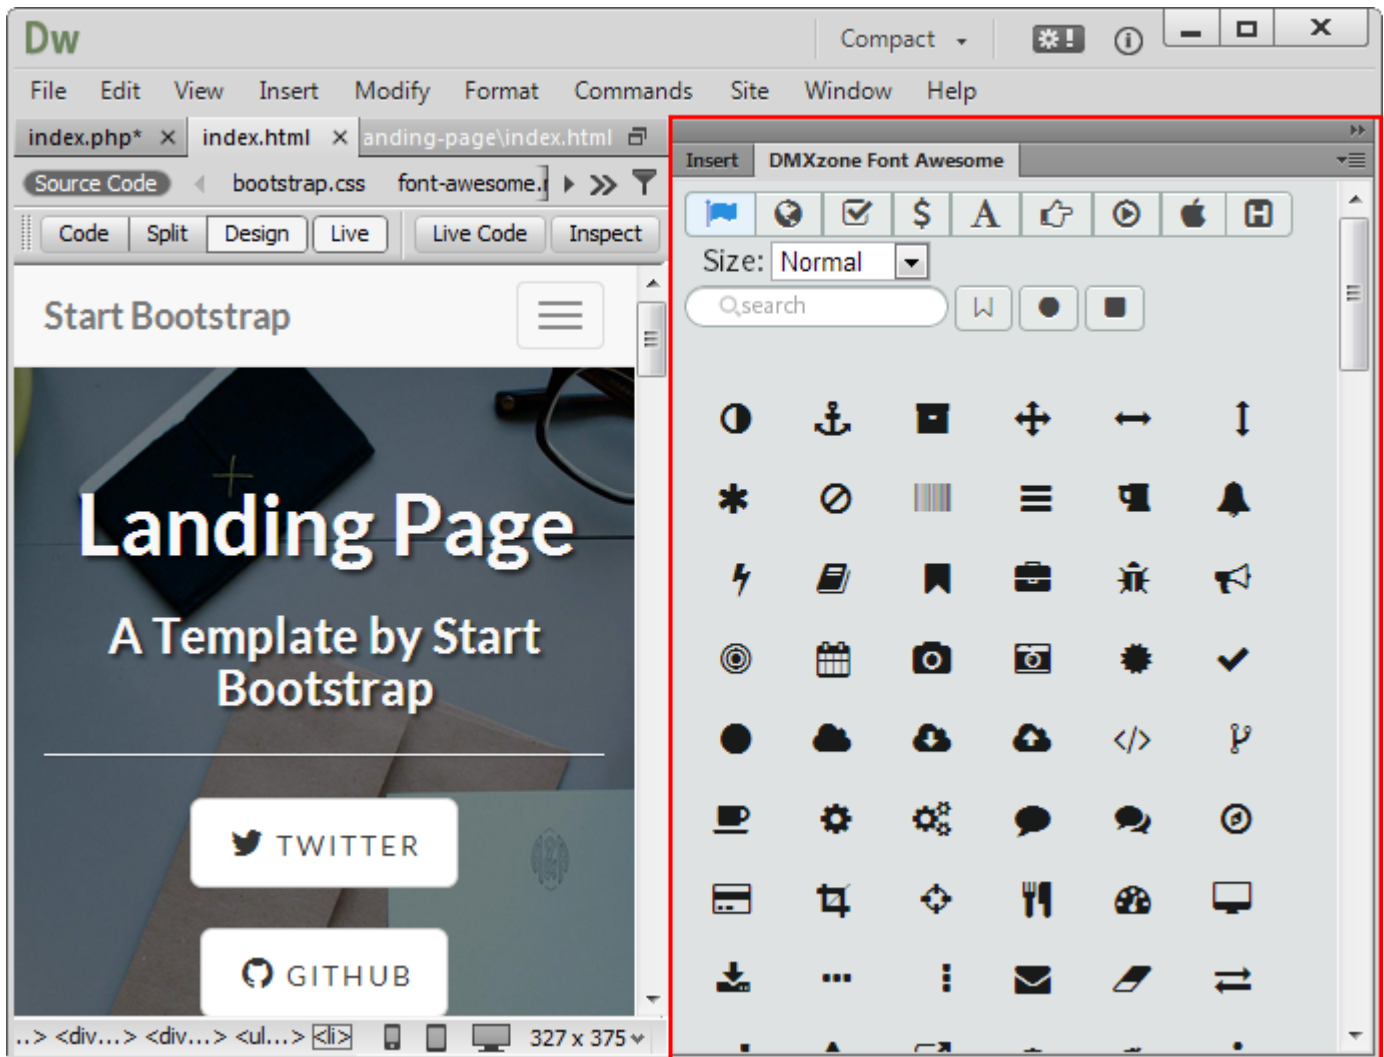 Dw
Compact
File Edit View Insert Modify Format Commands Site Window Help
index.php* index.html anding-page\index.html
Source Code bootstrap.css font-awesome.
Code Split Design Live Live Code Inspect
Start Bootstrap
Landing Page
A Template by Start
Bootstrap
TWITTER
GITHUB
..> <div...> <div...> <ul...> <li> 327 x 375
Insert DMXzone Font Awesome
Size: Normal
search